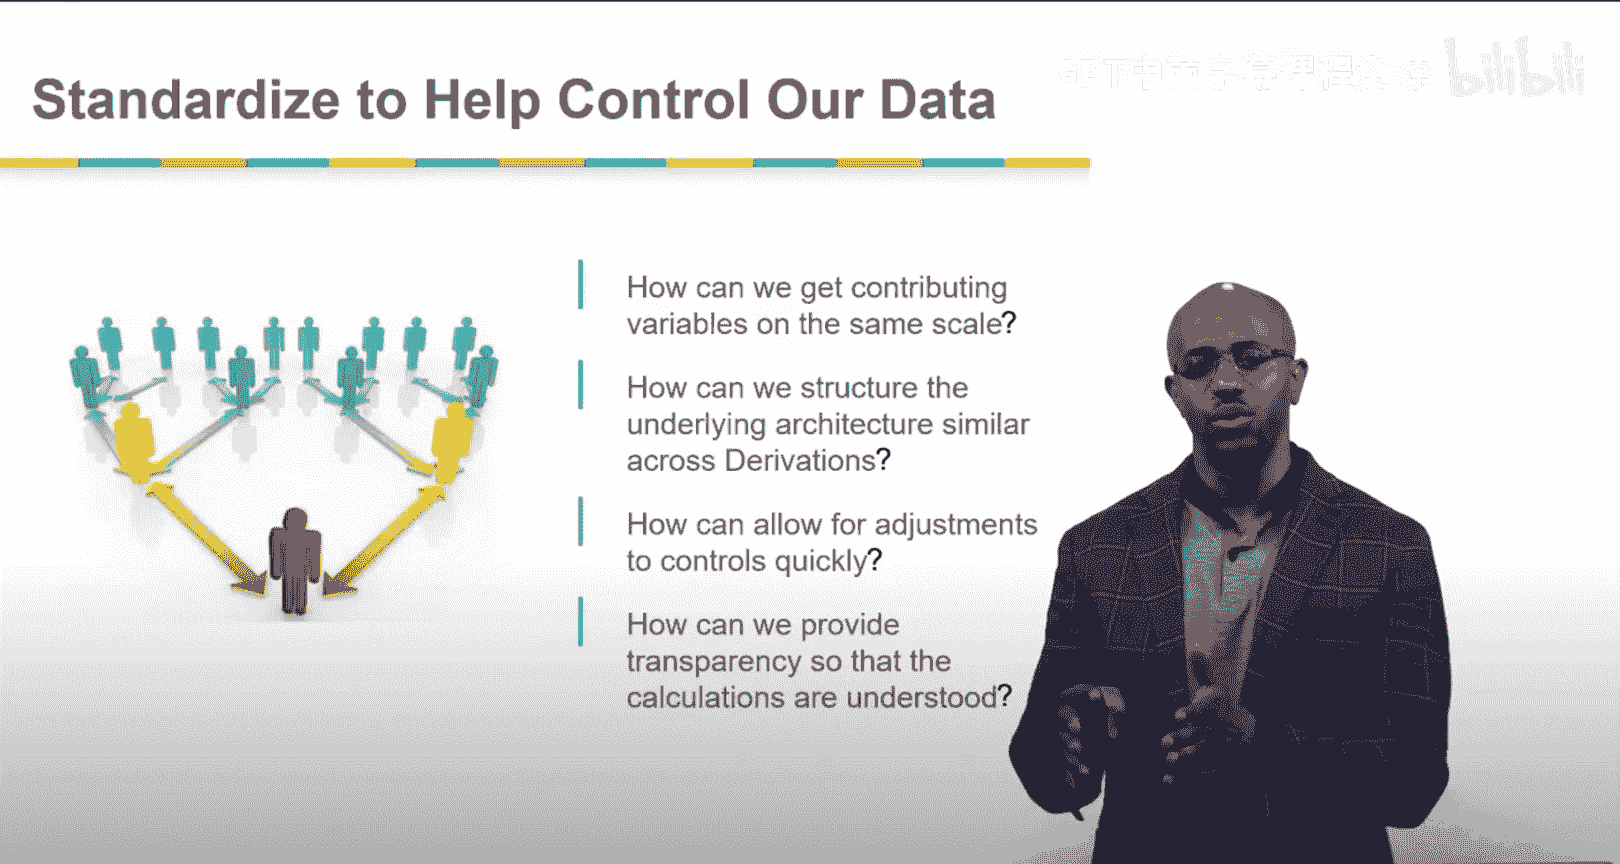 bilibili
Standardize to Help Control Our Data
How can we get contributing
variables on the same scale?
How can we structure the
underlying architecture similar
across Derivations?
How can allow for adjustments
to controls quickly?
How can we provide
transparency so that the
calculations are understood?